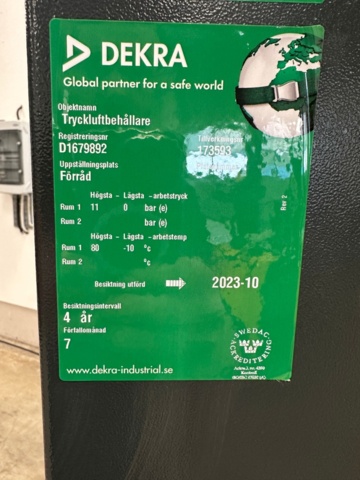 DEKRA
Global partner for a safe world
Objektnamn
Tryckluftbehållare
Registreringsnr Tillverkningsnr
D1679892 173593
Uppställningsplats
Förråd
Högsta – Lägsta –arbetstryck
Rum 1 11 0 bar (e)
Rum 2 bar (e)
Högsta – Lägsta –arbetstemp
Rum 1 80 -10 °c
Rum 2 °c
Besiktning utförd 2023-10
Besiktningsintervall
4 år
Förfallomånad
7
www.dekra-industrial.se
Rev 2
SWEDAC
ACKREDITERING